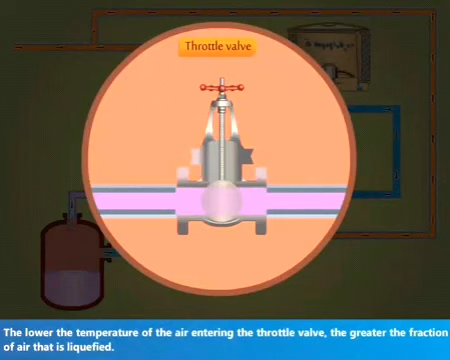 Throttle valve
The lower the temperature of the air entering the throttle valve, the greater the fraction
of air that is liquefied.